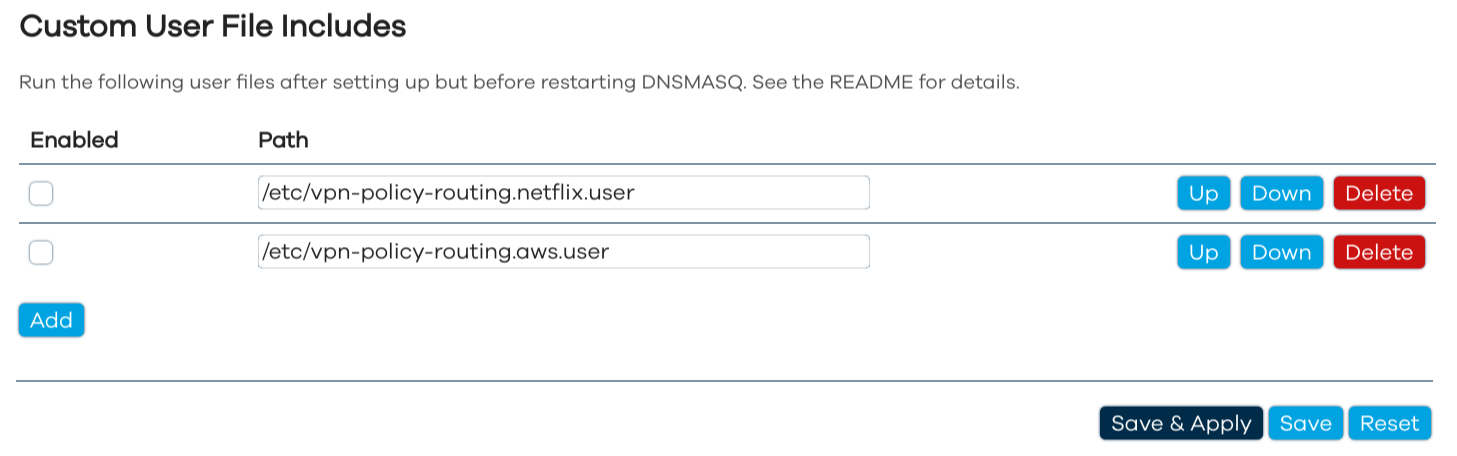 Custom User File Includes
Run the following user files after setting up but before restarting DNSMASQ. See the README for details.
Enabled Path
/etc/vpn-policy-routing.netflix.user Up Down Delete
/etc/vpn-policy-routing.aws.user Up Down Delete
Add
Save & Apply Save Reset